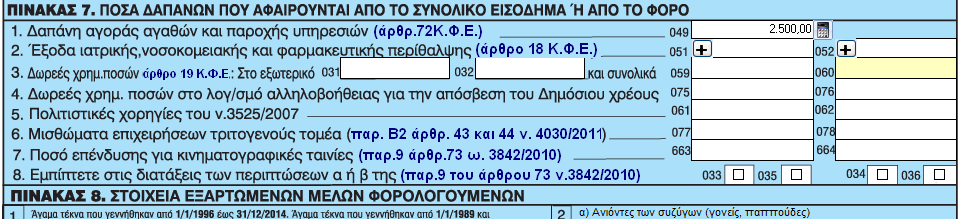 ΠΙΝΑΚΑΣ 7. ΠΟΣΑ ΔΑΠΑΝΩΝ ΠΟΥ ΑΦΑΙΡΟΥΝΤΑΙ ΑΠΟ ΤΟ ΣΥΝΟΛΙΚΟ ΕΙΣΟΔΗΜΑ Ή ΑΠΟ ΤΟ ΦΟΡΟ
1. Δαπάνη αγοράς αγαθών και παροχής υπηρεσιών (άρθρ.72Κ.Φ.Ε.) 049 2.500,00
2. Έξοδα ιατρικής,νοσοκομειακής και φαρμακευτικής περίθαλψης (άρθρο 18 Κ.Φ.Ε.) 051 + 052 +
3. Δωρεές χρημ.ποσών άρθρο 19 Κ.Φ.Ε.: Στο εξωτερικό 031 032 και συνολικά 059 060
4. Δωρεές χρημ. ποσών στο λογ/σμό αλληλοβοήθειας για την απόσβεση του Δημόσιου χρέους 075 076
5. Πολιτιστικές χορηγίες του ν.3525/2007 061 062
6. Μισθώματα επιχειρήσεων τριτογενούς τομέα (παρ. Β2 άρθρ. 43 και 44 ν. 4030/2011) 077 078
7. Ποσό επένδυσης για κινηματογραφικές ταινίες (παρ.9 άρθρ.73 ω. 3842/2010) 663 664
8. Εμπίπτετε στις διατάξεις των περιπτώσεων α ή β της (παρ.9 του άρθρου 73 ν.3842/2010) 033 035 034 036
ΠΙΝΑΚΑΣ 8. ΣΤΟΙΧΕΙΑ ΕΞΑΡΤΩΜΕΝΩΝ ΜΕΛΩΝ ΦΟΡΟΛΟΓΟΥΜΕΝΩΝ
1 Άγαμα τέκνα που γεννήθηκαν από 1/1/1996 έως 31/12/2014. Άγαμα τέκνα που γεννήθηκαν από 1/1/1989 και 2 α) Ανιόντες των συζύγων (γονείς, παππούδες)